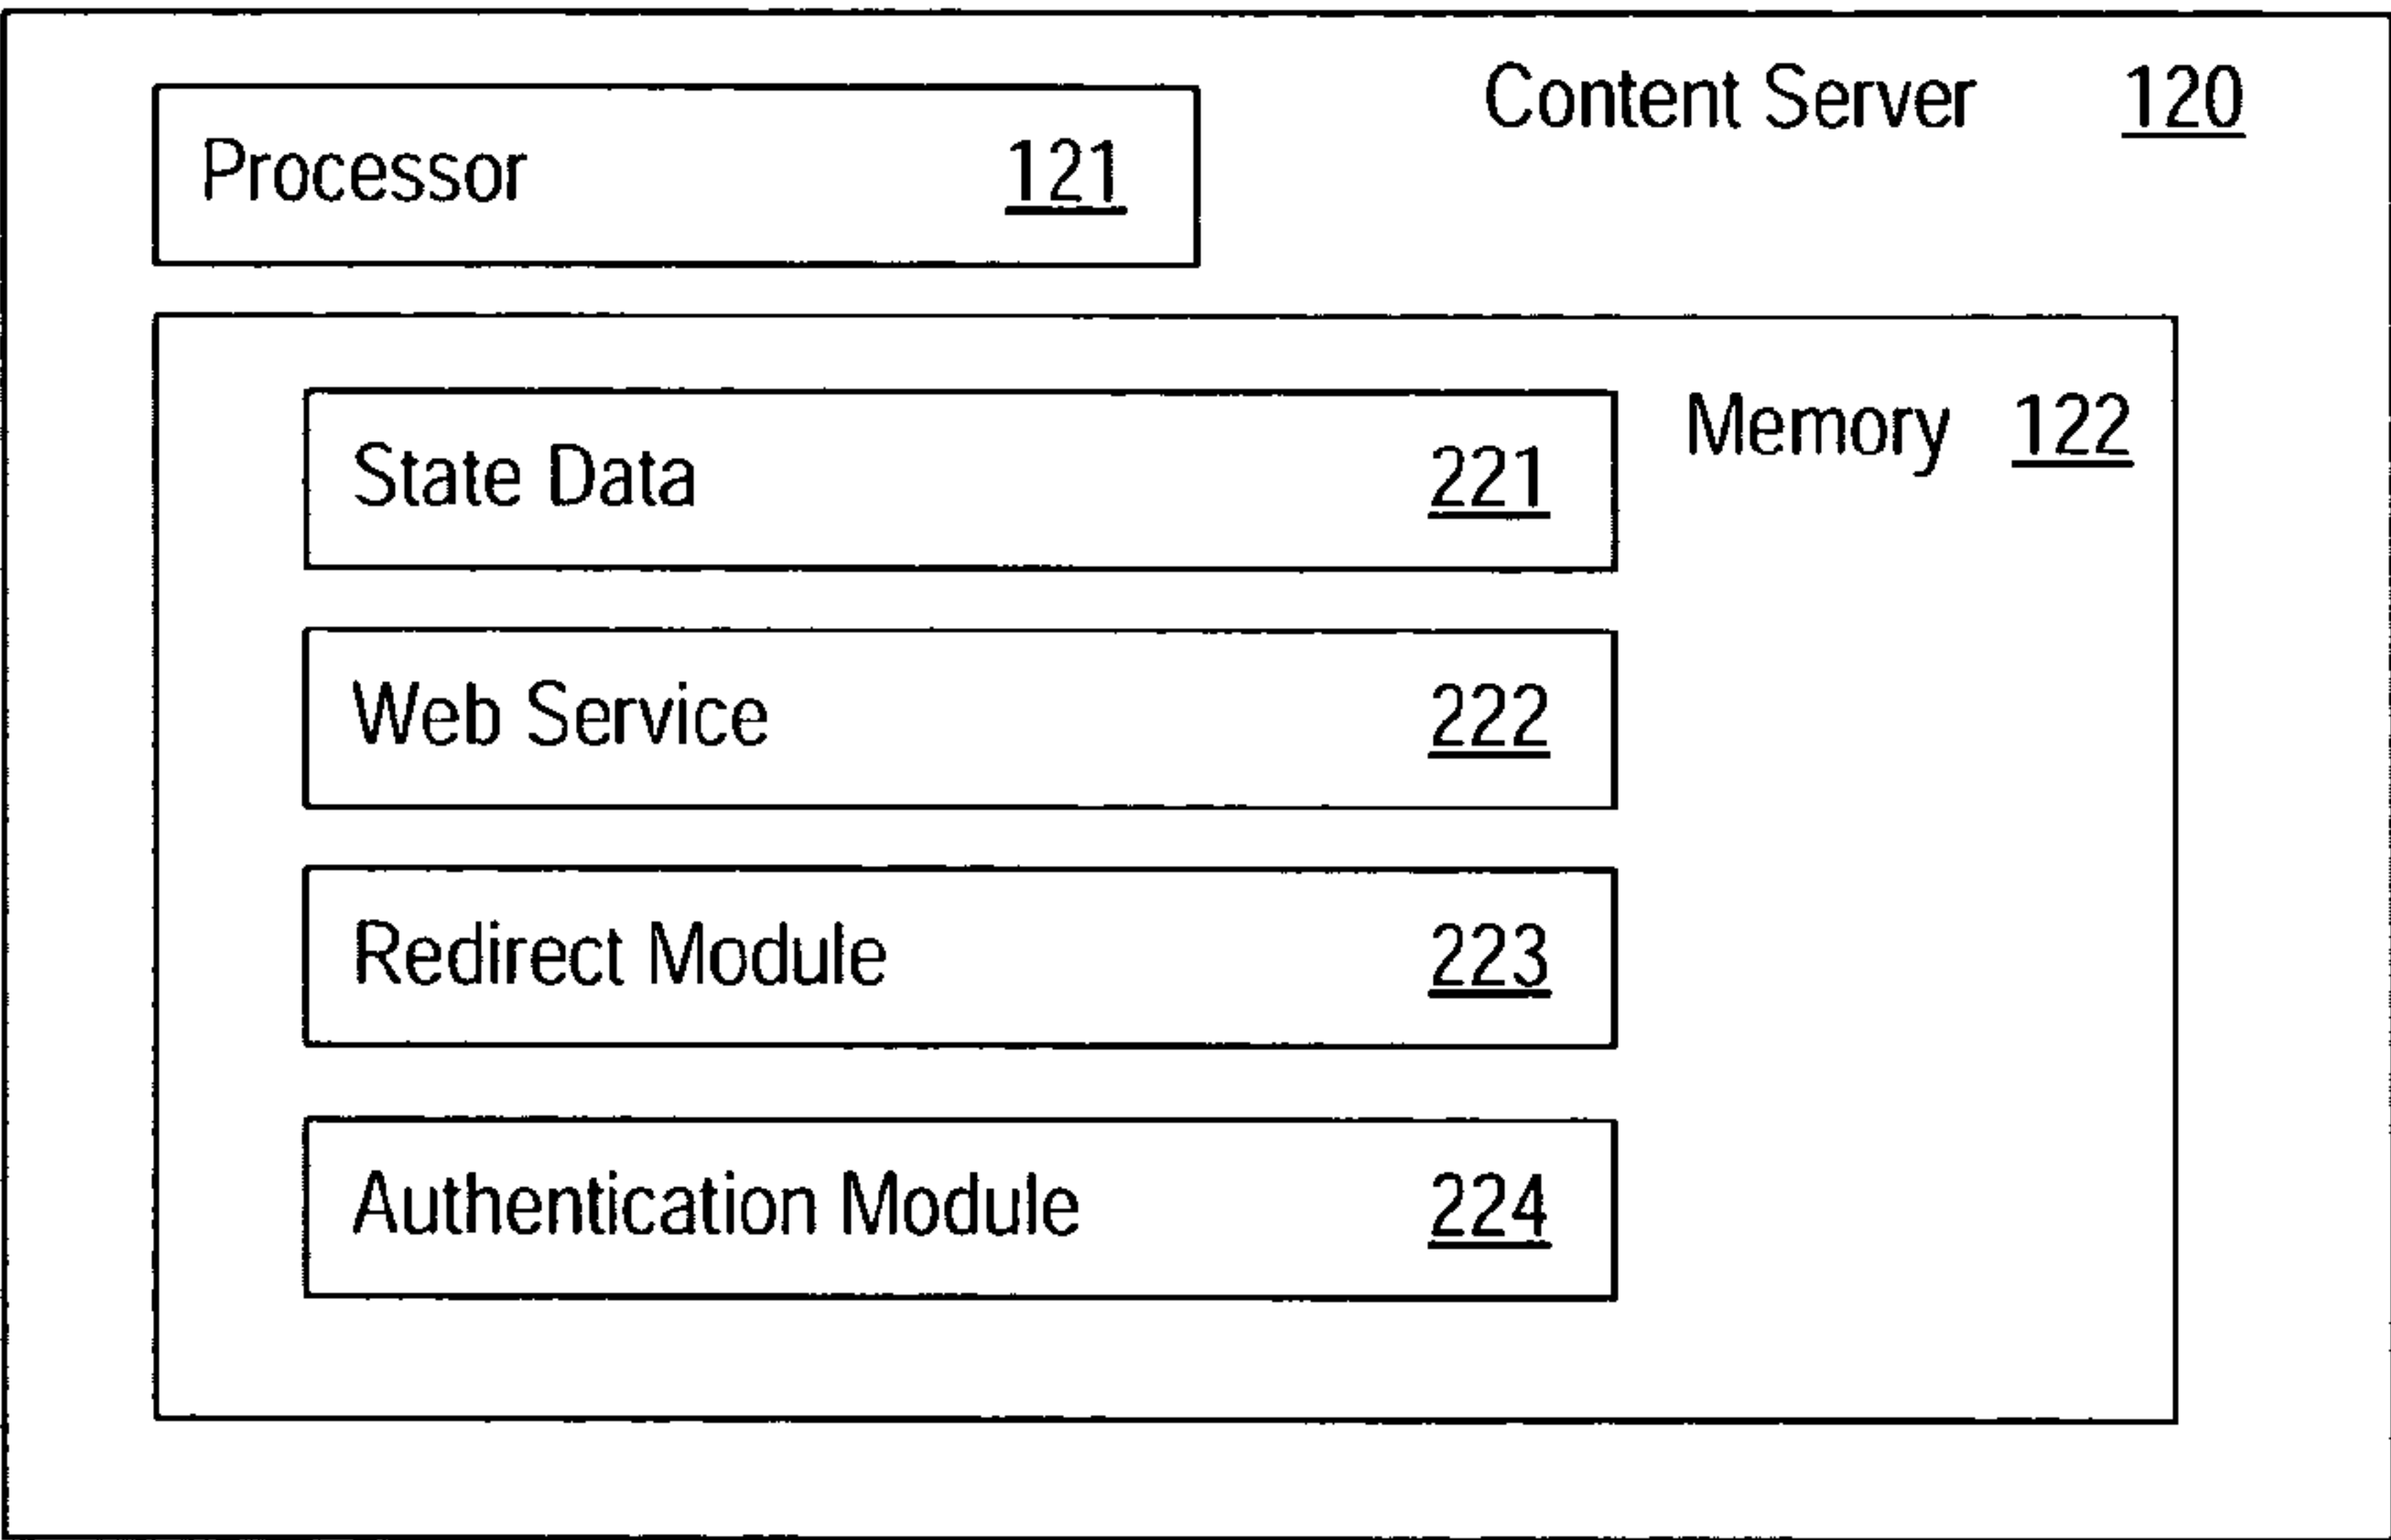 Content Server 120
Processor 121
Memory 122
State Data 221
Web Service 222
Redirect Module 223
Authentication Module 224